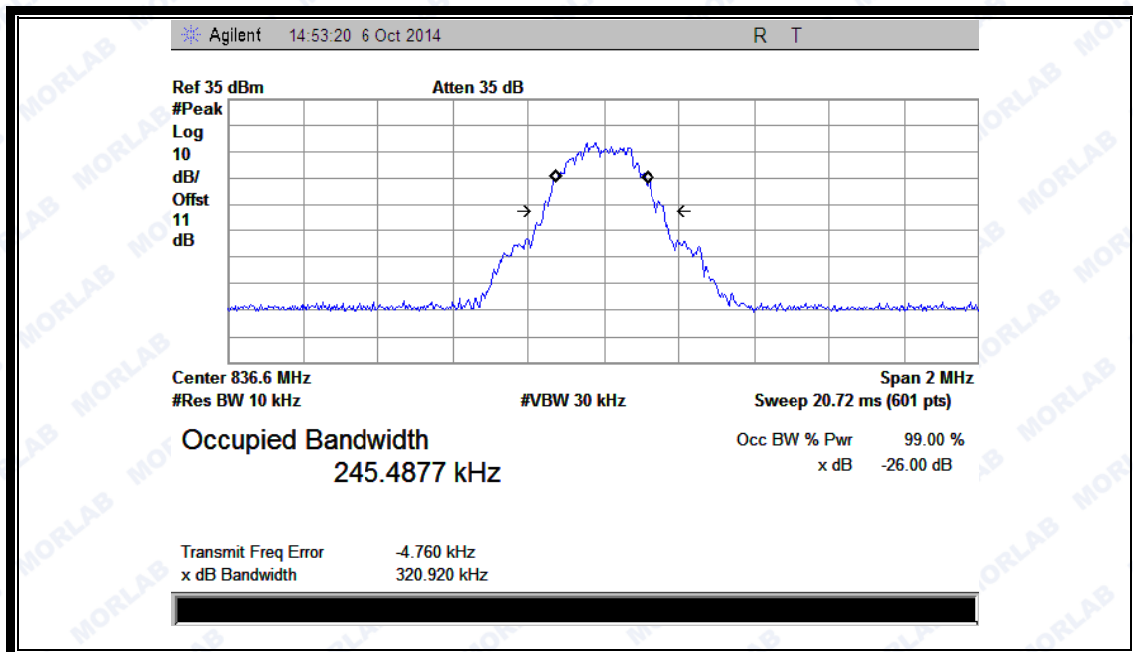 Agilent 14:53:20 6 Oct 2014 R T
Ref 35 dBm Atten 35 dB
#Peak
Log
10
dB/
Offst
11
dB
Center 836.6 MHz Span 2 MHz
#Res BW 10 kHz #VBW 30 kHz Sweep 20.72 ms (601 pts)
Occupied Bandwidth Occ BW % Pwr 99.00 %
245.4877 kHz x dB -26.00 dB
Transmit Freq Error -4.760 kHz
x dB Bandwidth 320.920 kHz
MORLAB